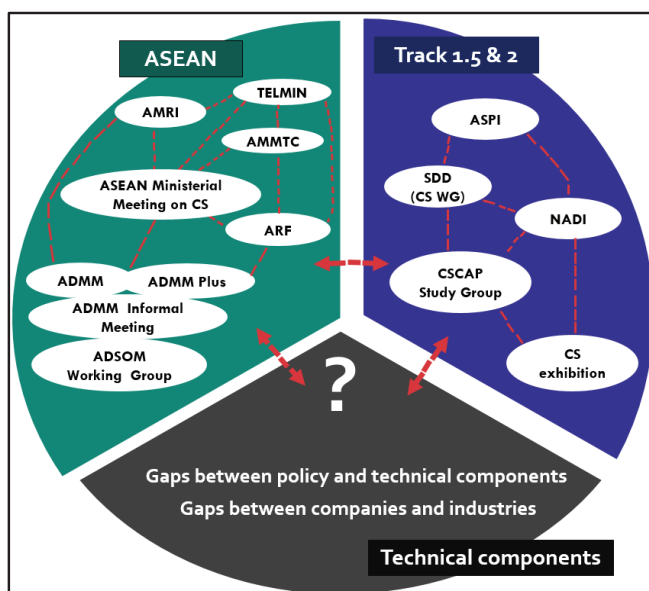 ASEAN
Track 1.5 & 2
TELMIN
AMRI
AMMTC
ASEAN Ministerial
Meeting on CS
ARF
ADMM
ADMM Plus
ADMM Informal
Meeting
ADSOM
Working Group
ASPI
SDD
(CS WG)
NADI
CSCAP
Study Group
CS
exhibition
?
Gaps between policy and technical components
Gaps between companies and industries
Technical components